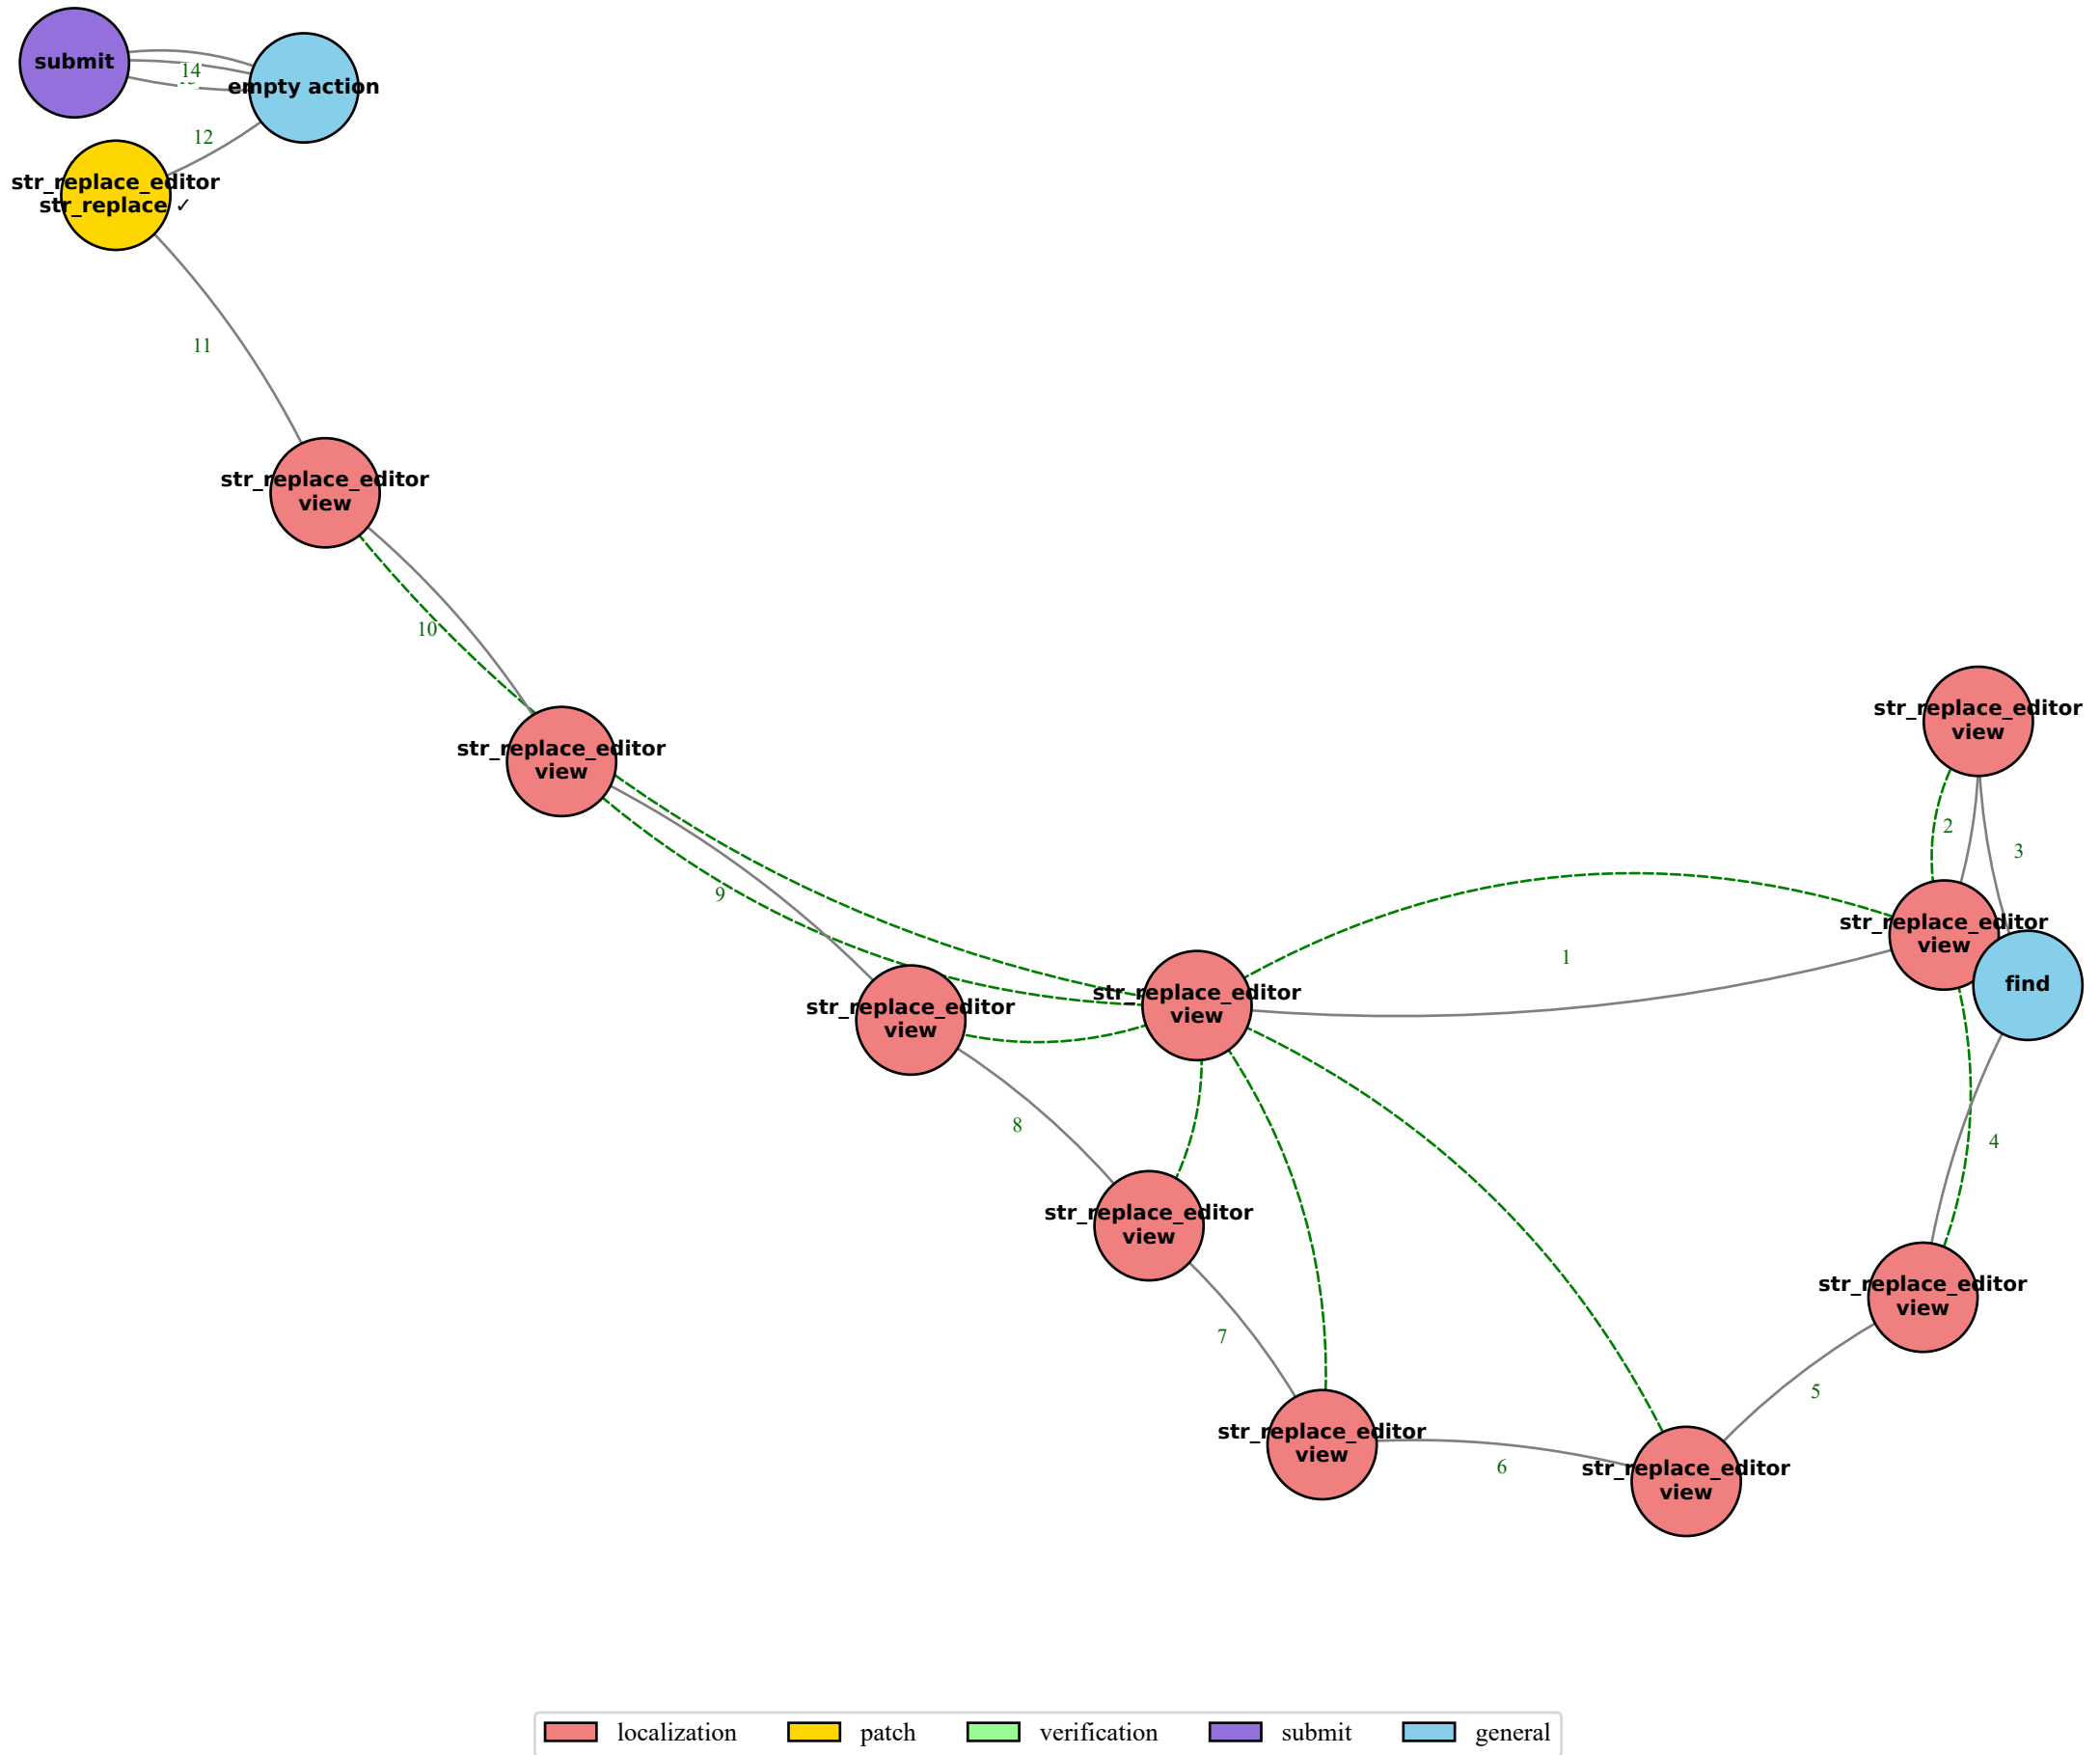 submit
14
empty action
12
str_replace_editor
str_replace ✓
11
str_replace_editor
view
10
str_replace_editor
view
str_replace_editor
view
2
3
9
str_replace_editor
view
1
find
str_replace_editor
view
str_replace_editor
view
8
4
str_replace_editor
view
str_replace_editor
view
7
5
str_replace_editor
view
6
str_replace_editor
view
localization
patch
verification
submit
general